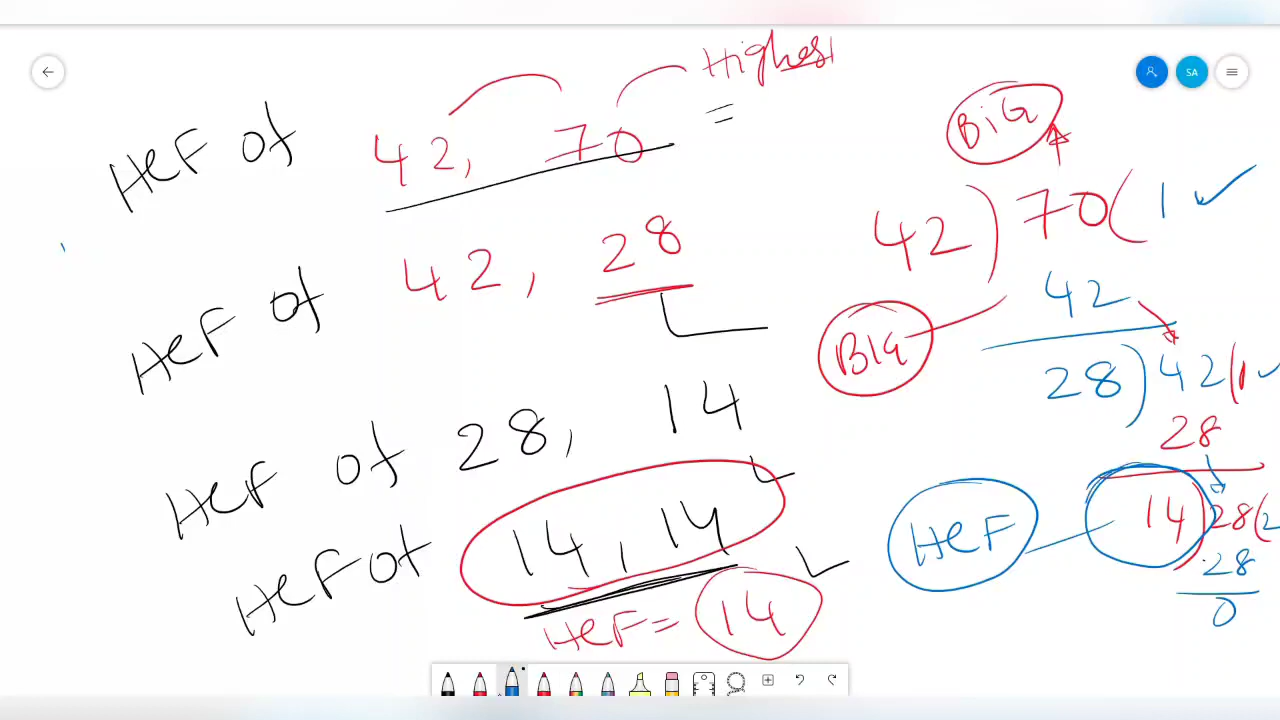 Highest
HCF of 42, 70 =
HCF of 42, 28
HCF of 28, 14
HCF of 14, 14
HCF = 14
BiG
42 ) 70 ( 1 ✓
42
BIG
28 ) 42 ( 1 ✓
28
HCF 14 ) 28 ( 2
28
0
SA